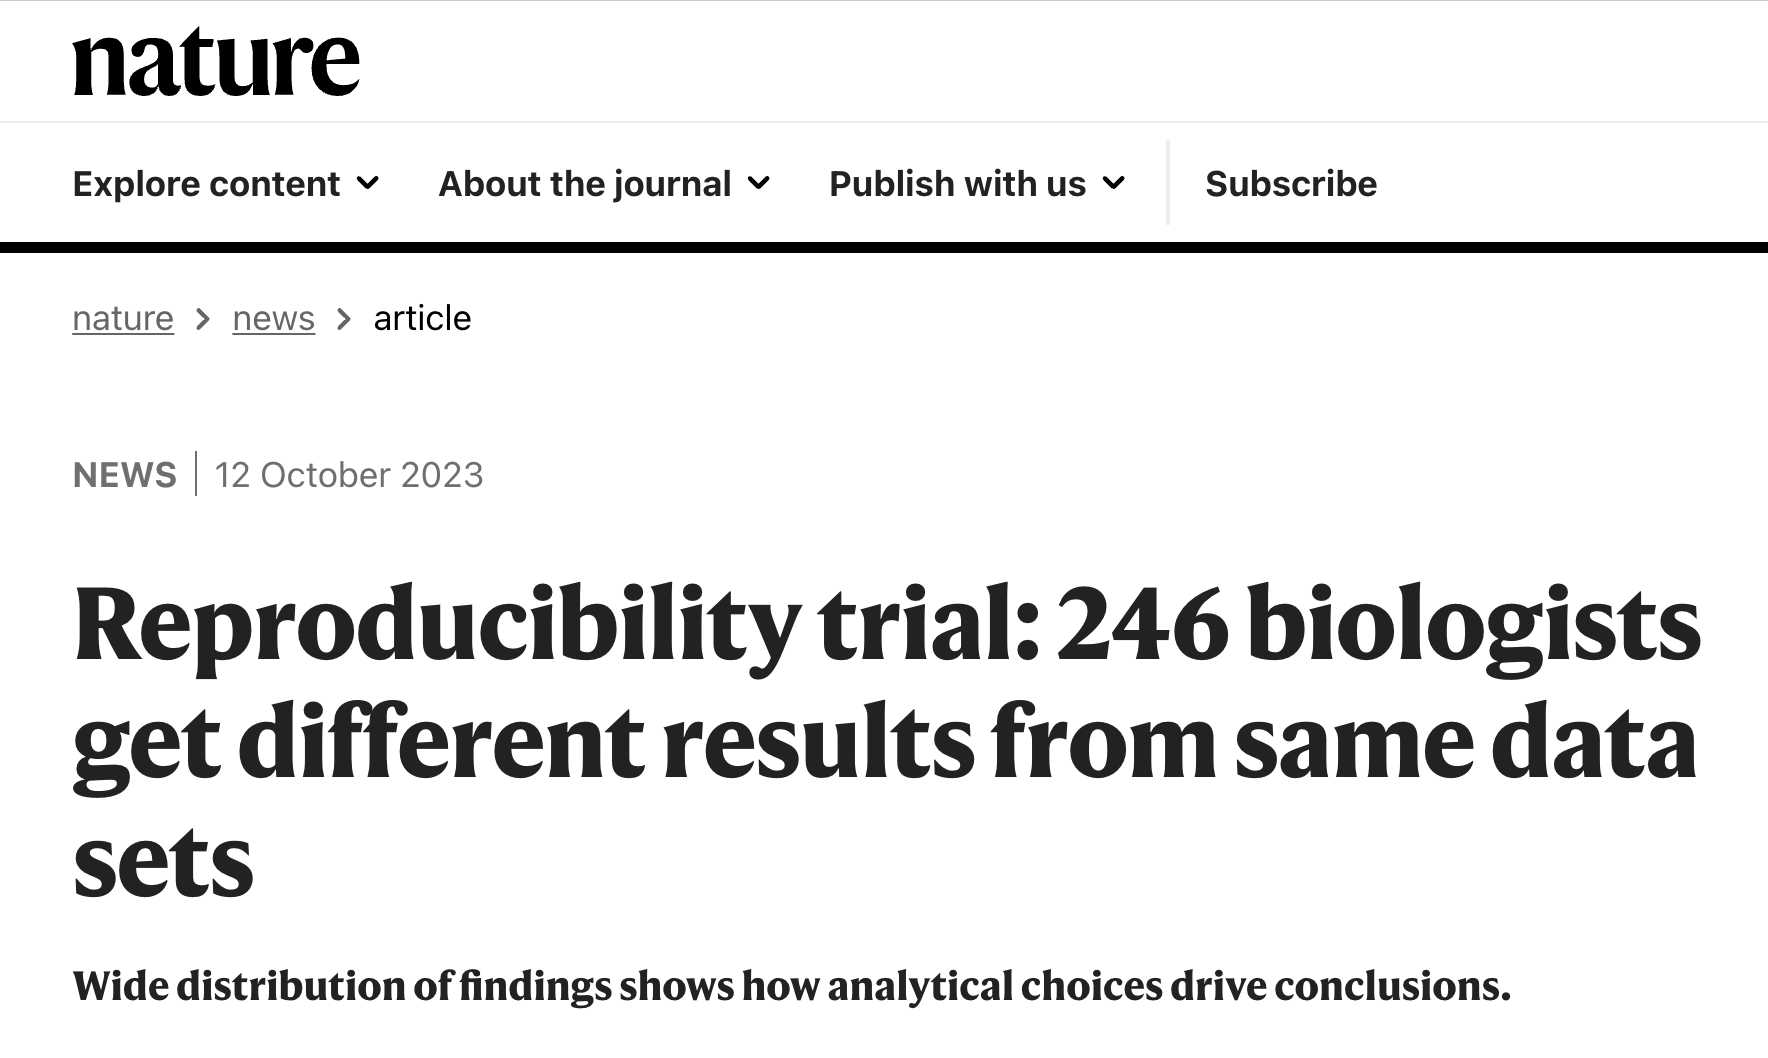 nature
Explore content About the journal Publish with us Subscribe
nature > news > article
NEWS | 12 October 2023
Reproducibility trial: 246 biologists
get different results from same data
sets
Wide distribution of findings shows how analytical choices drive conclusions.